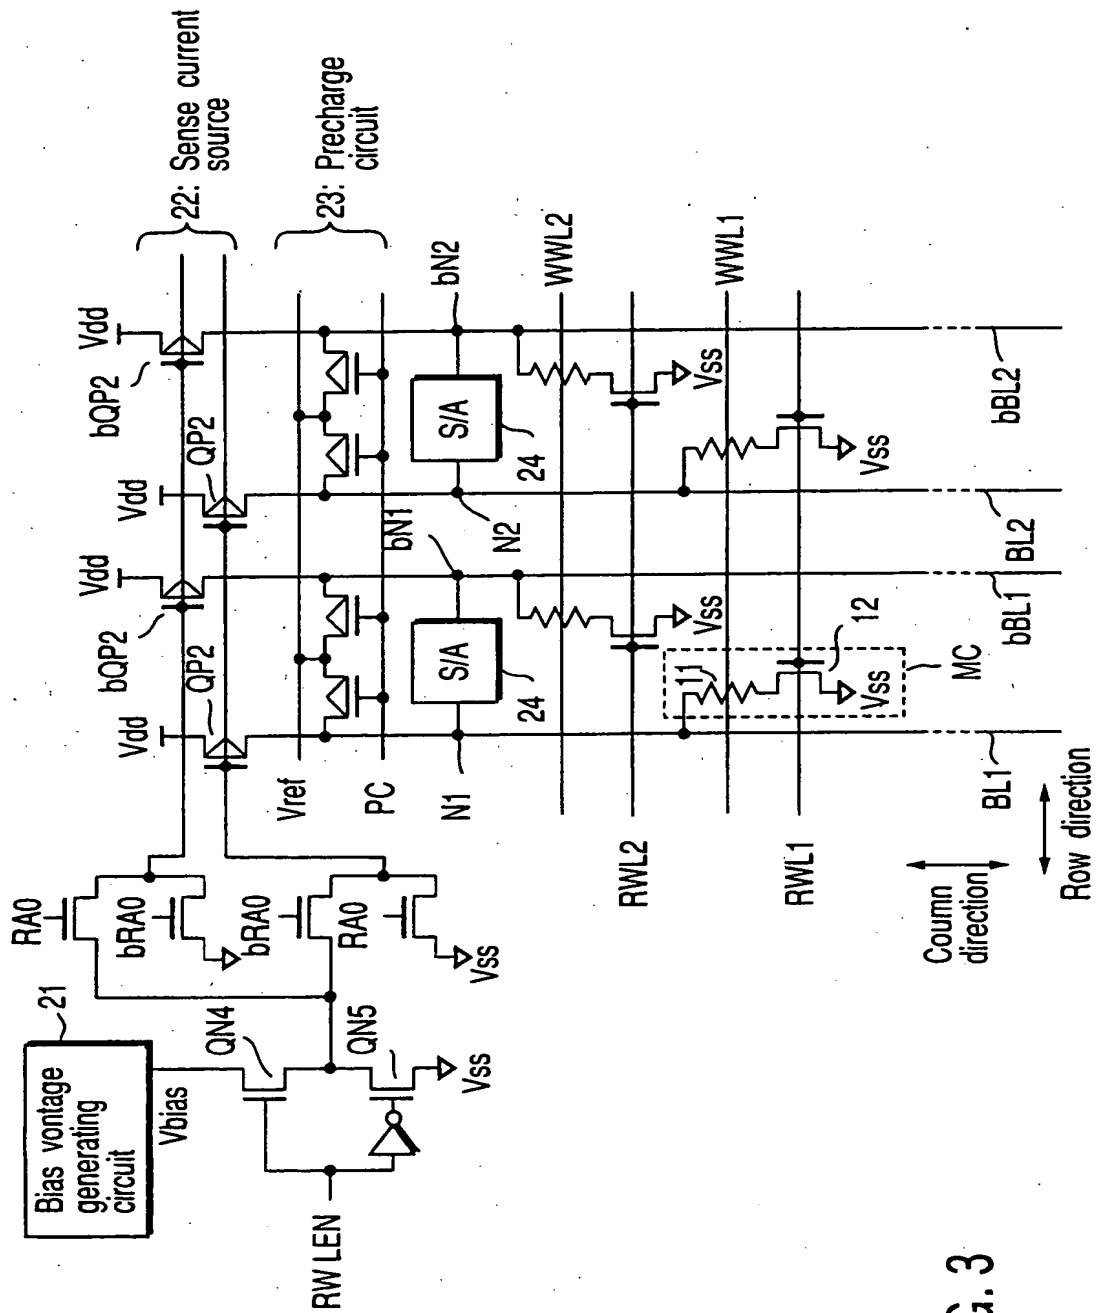 22: Sense current
source
23: Precharge
circuit
Vdd
bQP2
Vdd
QP2
Vdd
bQP2
Vdd
QP2
RA0
bRA0
bRA0
RA0
Vss
21
Bias vontage
generating
circuit
Vbias
QN4
QN5
Vss
RW LEN
Vref
PC
N1
bN1
N2
bN2
S/A
24
S/A
24
WWL2
Vss
Vss
RWL2
WWL1
11
12
Vss
Vss
MC
RWL1
BL1
bBL1
BL2
bBL2
Coumn
direction
Row direction
3